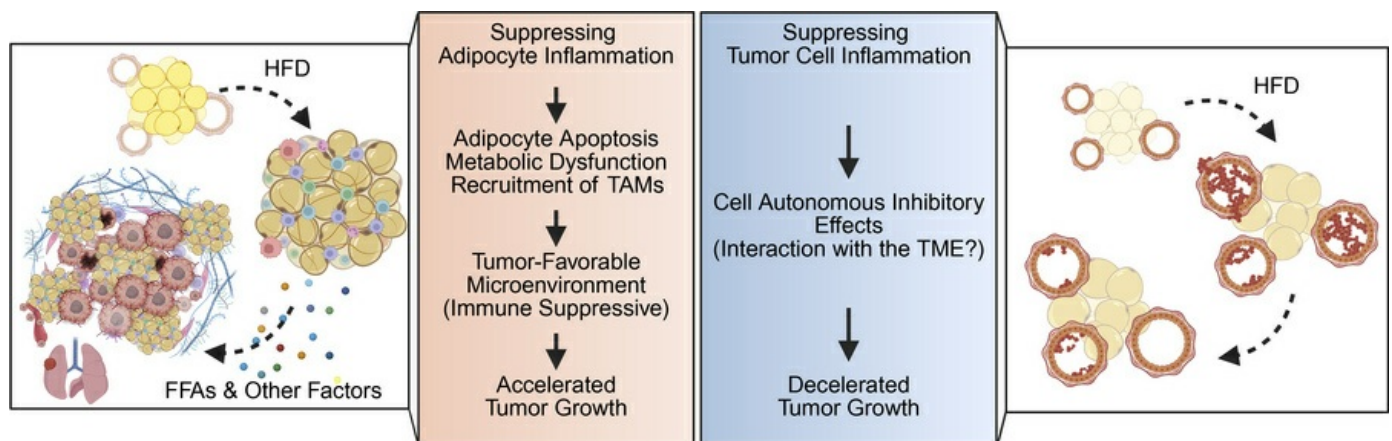 HFD
FFAs & Other Factors
Suppressing
Adipocyte Inflammation
Adipocyte Apoptosis
Metabolic Dysfunction
Recruitment of TAMs
Tumor-Favorable
Microenvironment
(Immune Suppressive)
Accelerated
Tumor Growth
Suppressing
Tumor Cell Inflammation
Cell Autonomous Inhibitory
Effects
(Interaction with the TME?)
Decelerated
Tumor Growth
HFD